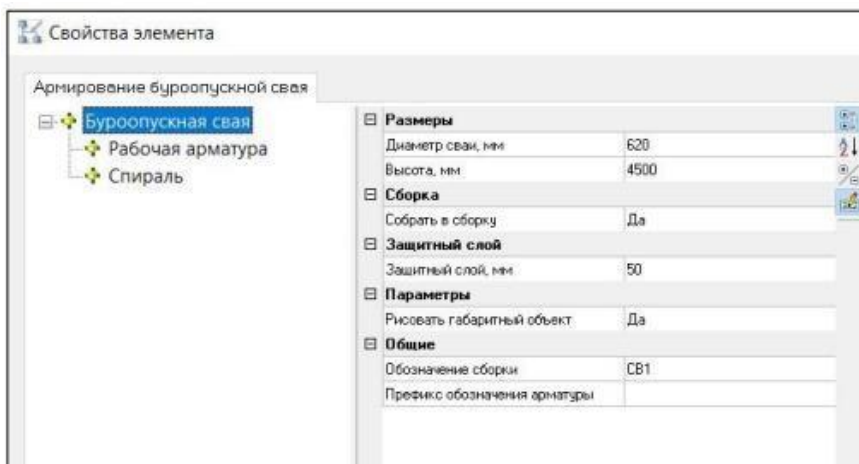 Свойства элемента
Армирование буроопускной свая
Буроопускная свая
Рабочая арматура
Спираль
Размеры
Диаметр сваи, мм 620
Высота, мм 4500
Сборка
Собрать в сборку Да
Защитный слой
Защитный слой, мм 50
Параметры
Рисовать габаритный объект Да
Общие
Обозначение сборки СВ1
Префикс обозначения арматуры